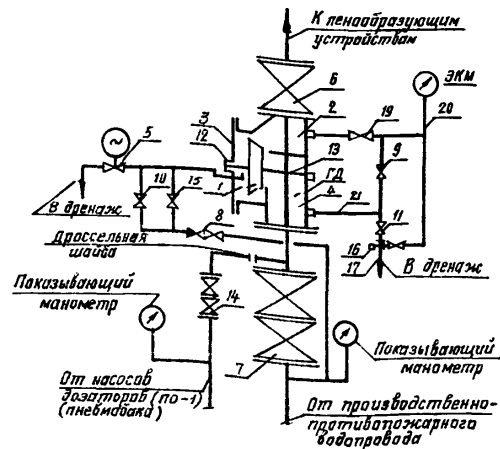 К пенаобразующим
устройствам
ЭКМ
6
2
19
20
3
5
12
13
9
10
15
1
ГД
4
21
В дренаж
8
11
Дроссельная
шайба
16
17
В дренаж
Показывающий
манометр
14
Показывающий
манометр
7
От насосов
дозаторов (ПО-1)
(пневмобака)
От производственно-
противопожарного
водопровода